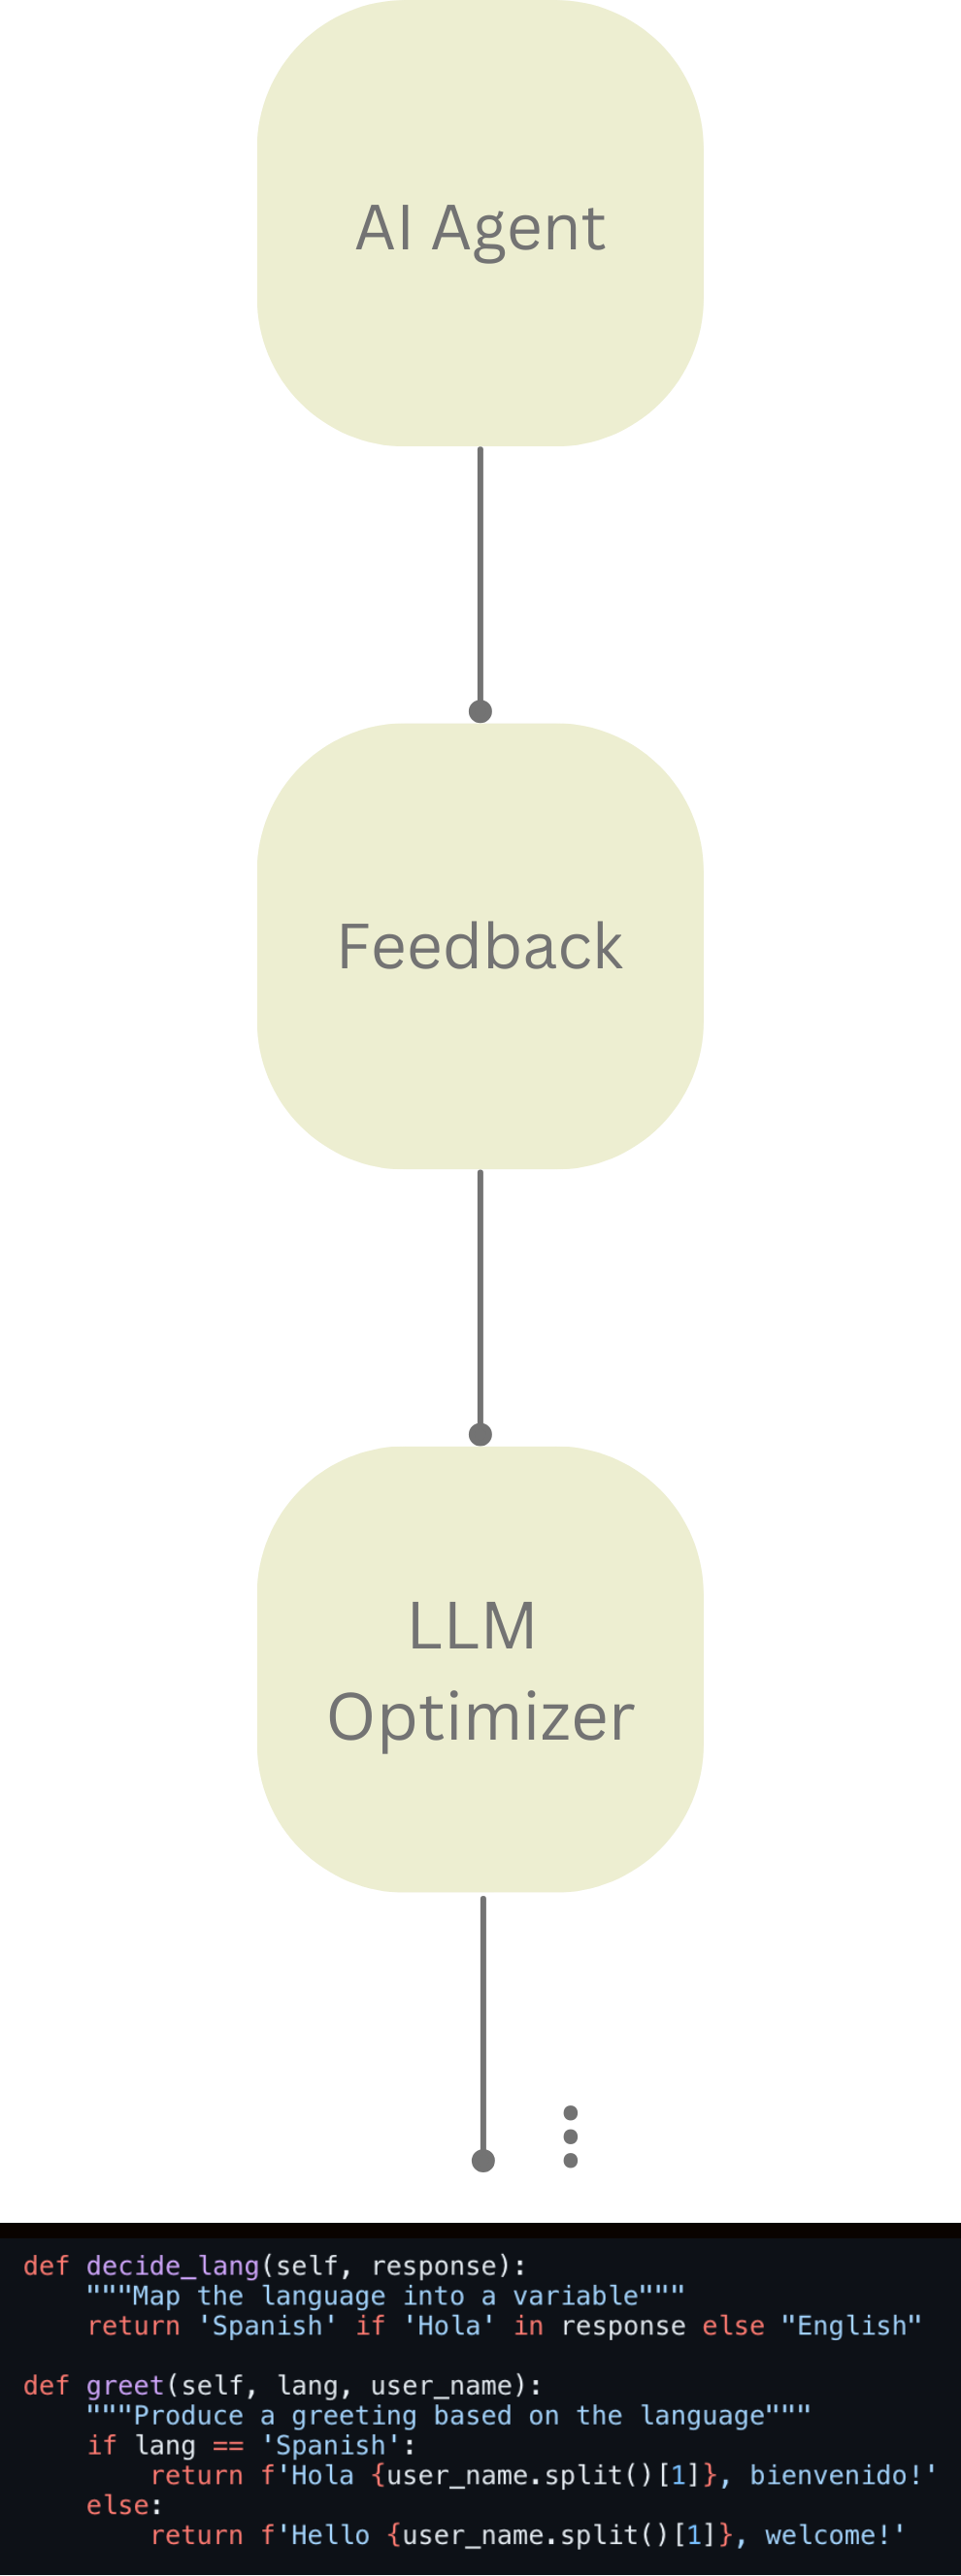 AI Agent
Feedback
LLM
Optimizer
def decide_lang(self, response):
    """Map the language into a variable"""
    return 'Spanish' if 'Hola' in response else "English"

def greet(self, lang, user_name):
    """Produce a greeting based on the language"""
    if lang == 'Spanish':
        return f'Hola {user_name.split()[1]}, bienvenido!'
    else:
        return f'Hello {user_name.split()[1]}, welcome!'